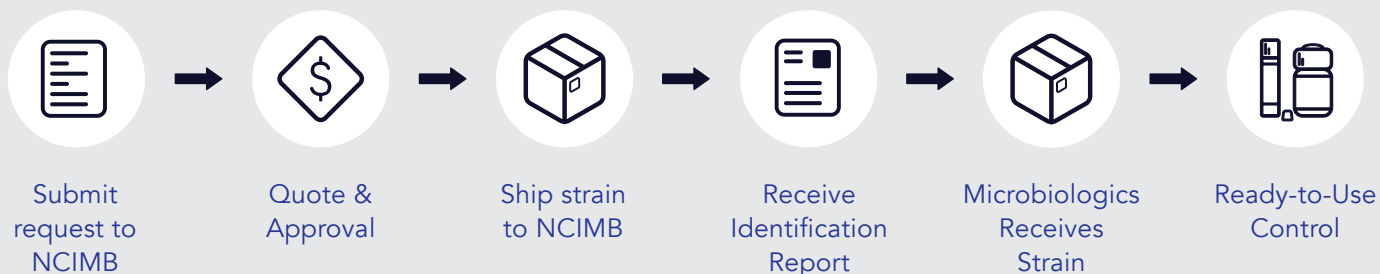 $
Submit
request to
NCIMB
Quote &
Approval
Ship strain
to NCIMB
Receive
Identification
Report
Microbiologics
Receives
Strain
Ready-to-Use
Control